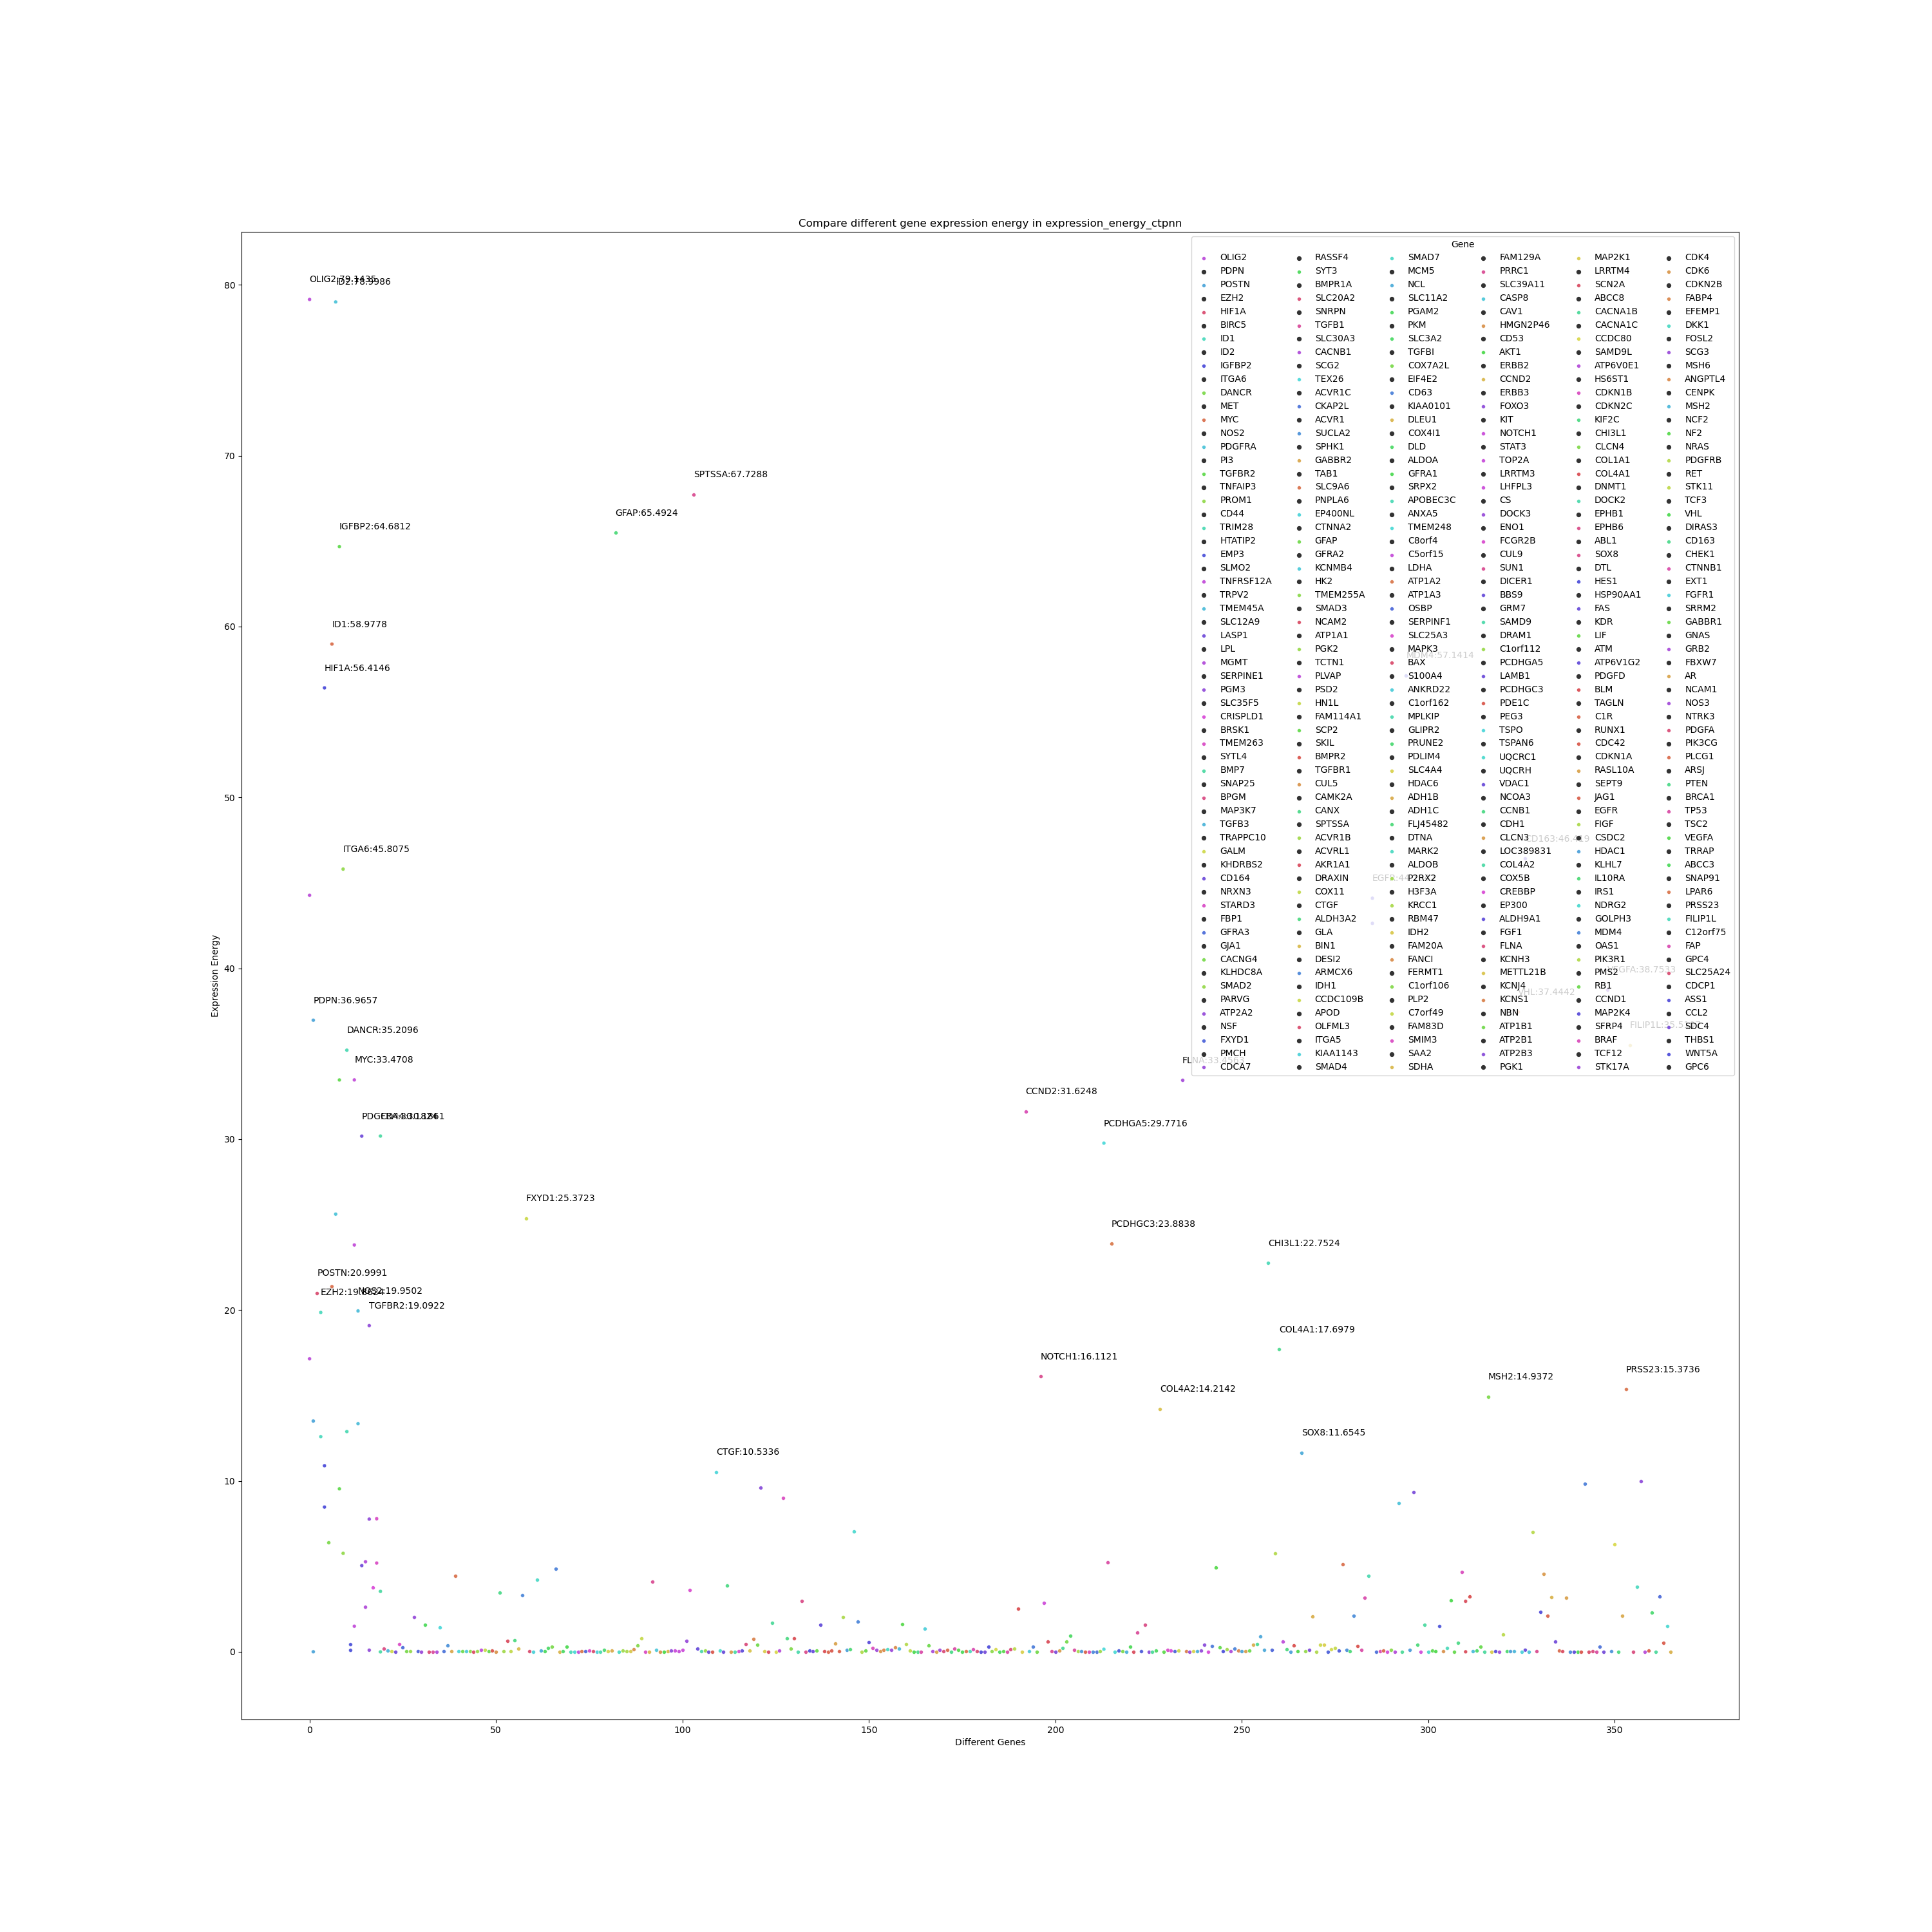 Compare different gene expression energy in expression_energy_ctpnn
Gene
OLIG2 RASSF4 SMAD7 FAM129A MAP2K1 CDK4
PDPN SYT3 MCM5 PRRC1 LRRTM4 CDK6
POSTN BMPR1A NCL SLC39A11 SCN2A CDKN2B
EZH2 SLC20A2 SLC11A2 CASP8 ABCC8 FABP4
HIF1A SNRPN PGAM2 CAV1 CACNA1B EFEMP1
BIRC5 TGFB1 PKM HMGN2P46 CACNA1C DKK1
ID1 SLC30A3 SLC3A2 CD53 CCDC80 FOSL2
ID2 CACNB1 TGFBI AKT1 SAMD9L SCG3
IGFBP2 SCG2 COX7A2L ERBB2 ATP6V0E1 MSH6
ITGA6 TEX26 EIF4E2 CCND2 HS6ST1 ANGPTL4
DANCR ACVR1C CD63 ERBB3 CDKN1B CENPK
MET CKAP2L KIAA0101 FOXO3 CDKN2C MSH2
MYC ACVR1 DLEU1 KIT KIF2C NCF2
NOS2 SUCLA2 COX4I1 NOTCH1 CHI3L1 NF2
PDGFRA SPHK1 DLD STAT3 CLCN4 NRAS
PI3 GABBR2 ALDOA TOP2A COL1A1 PDGFRB
TGFBR2 TAB1 GFRA1 LRRTM3 COL4A1 RET
TNFAIP3 SLC9A6 SRPX2 LHFPL3 DNMT1 STK11
PROM1 PNPLA6 APOBEC3C CS DOCK2 TCF3
CD44 EP400NL ANXA5 DOCK3 EPHB1 VHL
TRIM28 CTNNA2 TMEM248 ENO1 EPHB6 DIRAS3
HTATIP2 GFAP C8orf4 FCGR2B ABL1 CD163
EMP3 GFRA2 C5orf15 CUL9 SOX8 CHEK1
SLMO2 KCNMB4 LDHA SUN1 DTL CTNNB1
TNFRSF12A HK2 ATP1A2 DICER1 HES1 EXT1
TRPV2 TMEM255A ATP1A3 BBS9 HSP90AA1 FGFR1
TMEM45A SMAD3 OSBP GRM7 FAS SRRM2
SLC12A9 NCAM2 SERPINF1 SAMD9 KDR GABBR1
LASP1 ATP1A1 SLC25A3 DRAM1 LIF GNAS
LPL PGK2 MAPK3 C1orf112 ATM GRB2
MGMT TCTN1 BAX PCDHGA5 ATP6V1G2 FBXW7
SERPINE1 PLVAP S100A4 LAMB1 PDGFD AR
PGM3 PSD2 ANKRD22 PCDHGC3 BLM NCAM1
SLC35F5 HN1L C1orf162 PDE1C TAGLN NOS3
CRISPLD1 FAM114A1 MPLKIP PEG3 C1R NTRK3
BRSK1 SCP2 GLIPR2 TSPO RUNX1 PDGFA
TMEM263 SKIL PRUNE2 TSPAN6 CDC42 PIK3CG
SYTL4 BMPR2 PDLIM4 UQCRC1 CDKN1A PLCG1
BMP7 TGFBR1 SLC4A4 UQCRH RASL10A ARSJ
SNAP25 CUL5 HDAC6 VDAC1 SEPT9 PTEN
BPGM CAMK2A ADH1B NCOA3 JAG1 BRCA1
MAP3K7 CANX ADH1C CCNB1 EGFR TP53
TGFB3 SPTSSA FLJ45482 CDH1 FIGF TSC2
TRAPPC10 ACVR1B DTNA CLCN3 CSDC2 VEGFA
GALM ACVRL1 MARK2 LOC389831 HDAC1 TRRAP
KHDRBS2 AKR1A1 ALDOB COL4A2 KLHL7 ABCC3
CD164 DRAXIN P2RX2 COX5B IL10RA SNAP91
NRXN3 COX11 H3F3A CREBBP IRS1 LPAR6
STARD3 CTGF KRCC1 EP300 NDRG2 PRSS23
FBP1 ALDH3A2 RBM47 ALDH9A1 GOLPH3 FILIP1L
GFRA3 GLA IDH2 FGF1 MDM4 C12orf75
GJA1 BIN1 FAM20A FLNA OAS1 FAP
CACNG4 DESI2 FANCI KCNH3 PIK3R1 GPC4
KLHDC8A ARMCX6 FERMT1 METTL21B PMS2 SLC25A24
SMAD2 IDH1 C1orf106 KCNJ4 RB1 CDCP1
PARVG CCDC109B PLP2 KCNS1 CCND1 ASS1
ATP2A2 APOD C7orf49 NBN MAP2K4 CCL2
NSF OLFML3 FAM83D ATP1B1 SFRP4 SDC4
FXYD1 ITGA5 SMIM3 ATP2B1 BRAF THBS1
PMCH KIAA1143 SAA2 ATP2B3 TCF12 WNT5A
CDCA7 SMAD4 SDHA PGK1 STK17A GPC6
OLIG2:79.1435
ID2:78.9986
SPTSSA:67.7288
GFAP:65.4924
IGFBP2:64.6812
ID1:58.9778
MDM4:57.1414
HIF1A:56.4146
ITGA6:45.8075
VHL:37.4442
PDPN:36.9657
DANCR:35.2096
MYC:33.4708
CCND2:31.6248
PCDHGA5:29.7716
FXYD1:25.3723
PCDHGC3:23.8838
CHI3L1:22.7524
POSTN:20.9991
NOS2:19.9502
TGFBR2:19.0922
COL4A1:17.6979
NOTCH1:16.1121
PRSS23:15.3736
MSH2:14.9372
COL4A2:14.2142
SOX8:11.6545
CTGF:10.5336
80
70
60
50
40
30
20
10
0
Expression Energy
0 50 100 150 200 250 300 350
Different Genes